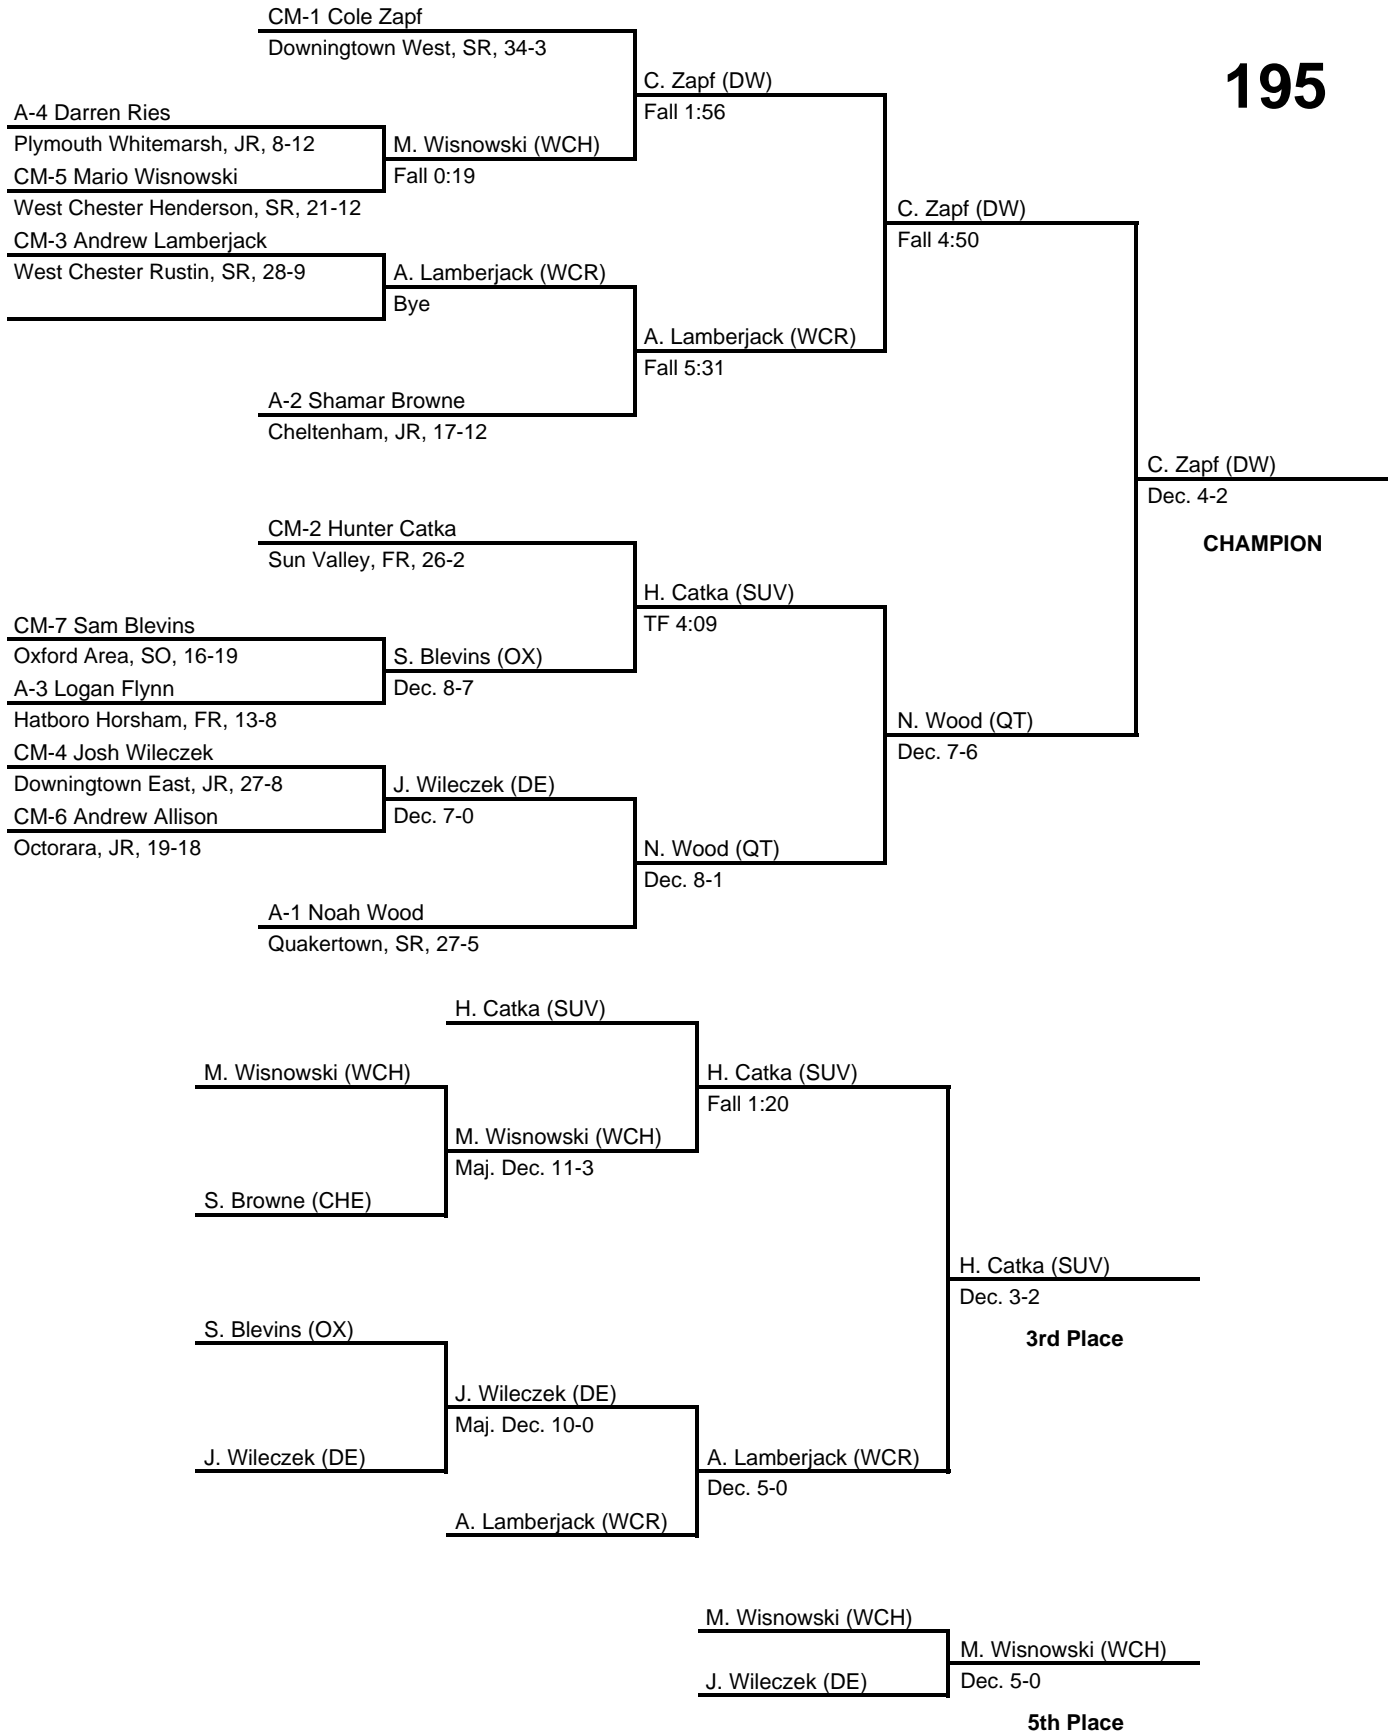 CM-1 Cole Zapf
Downingtown West, SR, 34-3
195
C. Zapf (DW)
Fall 1:56
A-4 Darren Ries
Plymouth Whitemarsh, JR, 8-12
M. Wisnowski (WCH)
Fall 0:19
CM-5 Mario Wisnowski
West Chester Henderson, SR, 21-12
C. Zapf (DW)
Fall 4:50
CM-3 Andrew Lamberjack
West Chester Rustin, SR, 28-9
A. Lamberjack (WCR)
Bye
A. Lamberjack (WCR)
Fall 5:31
A-2 Shamar Browne
Cheltenham, JR, 17-12
C. Zapf (DW)
Dec. 4-2
CHAMPION
CM-2 Hunter Catka
Sun Valley, FR, 26-2
H. Catka (SUV)
TF 4:09
CM-7 Sam Blevins
Oxford Area, SO, 16-19
S. Blevins (OX)
Dec. 8-7
A-3 Logan Flynn
Hatboro Horsham, FR, 13-8
N. Wood (QT)
Dec. 7-6
CM-4 Josh Wileczek
Downingtown East, JR, 27-8
J. Wileczek (DE)
Dec. 7-0
CM-6 Andrew Allison
Octorara, JR, 19-18
N. Wood (QT)
Dec. 8-1
A-1 Noah Wood
Quakertown, SR, 27-5
H. Catka (SUV)
M. Wisnowski (WCH)
H. Catka (SUV)
Fall 1:20
M. Wisnowski (WCH)
Maj. Dec. 11-3
S. Browne (CHE)
H. Catka (SUV)
Dec. 3-2
3rd Place
S. Blevins (OX)
J. Wileczek (DE)
Maj. Dec. 10-0
J. Wileczek (DE)
A. Lamberjack (WCR)
Dec. 5-0
A. Lamberjack (WCR)
M. Wisnowski (WCH)
M. Wisnowski (WCH)
J. Wileczek (DE)
Dec. 5-0
5th Place